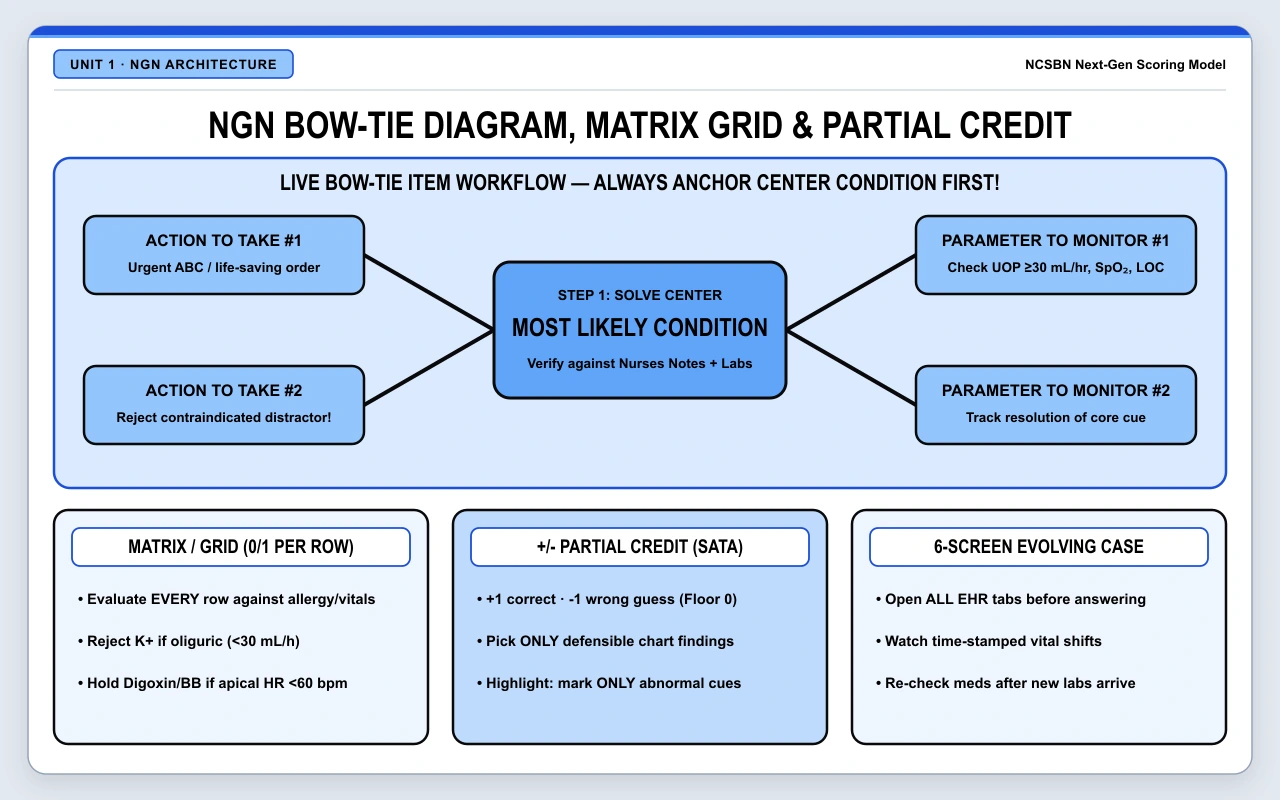 UNIT 1 · NGN ARCHITECTURE
NCSBN Next-Gen Scoring Model
NGN BOW-TIE DIAGRAM, MATRIX GRID & PARTIAL CREDIT
LIVE BOW-TIE ITEM WORKFLOW — ALWAYS ANCHOR CENTER CONDITION FIRST!
ACTION TO TAKE #1
Urgent ABC / life-saving order
ACTION TO TAKE #2
Reject contraindicated distractor!
STEP 1: SOLVE CENTER
MOST LIKELY CONDITION
Verify against Nurses Notes + Labs
PARAMETER TO MONITOR #1
Check UOP ≥30 mL/hr, SpO₂, LOC
PARAMETER TO MONITOR #2
Track resolution of core cue
MATRIX / GRID (0/1 PER ROW)
• Evaluate EVERY row against allergy/vitals
• Reject K+ if oliguric (<30 mL/h)
• Hold Digoxin/BB if apical HR <60 bpm
+/- PARTIAL CREDIT (SATA)
• +1 correct · -1 wrong guess (Floor 0)
• Pick ONLY defensible chart findings
• Highlight: mark ONLY abnormal cues
6-SCREEN EVOLVING CASE
• Open ALL EHR tabs before answering
• Watch time-stamped vital shifts
• Re-check meds after new labs arrive